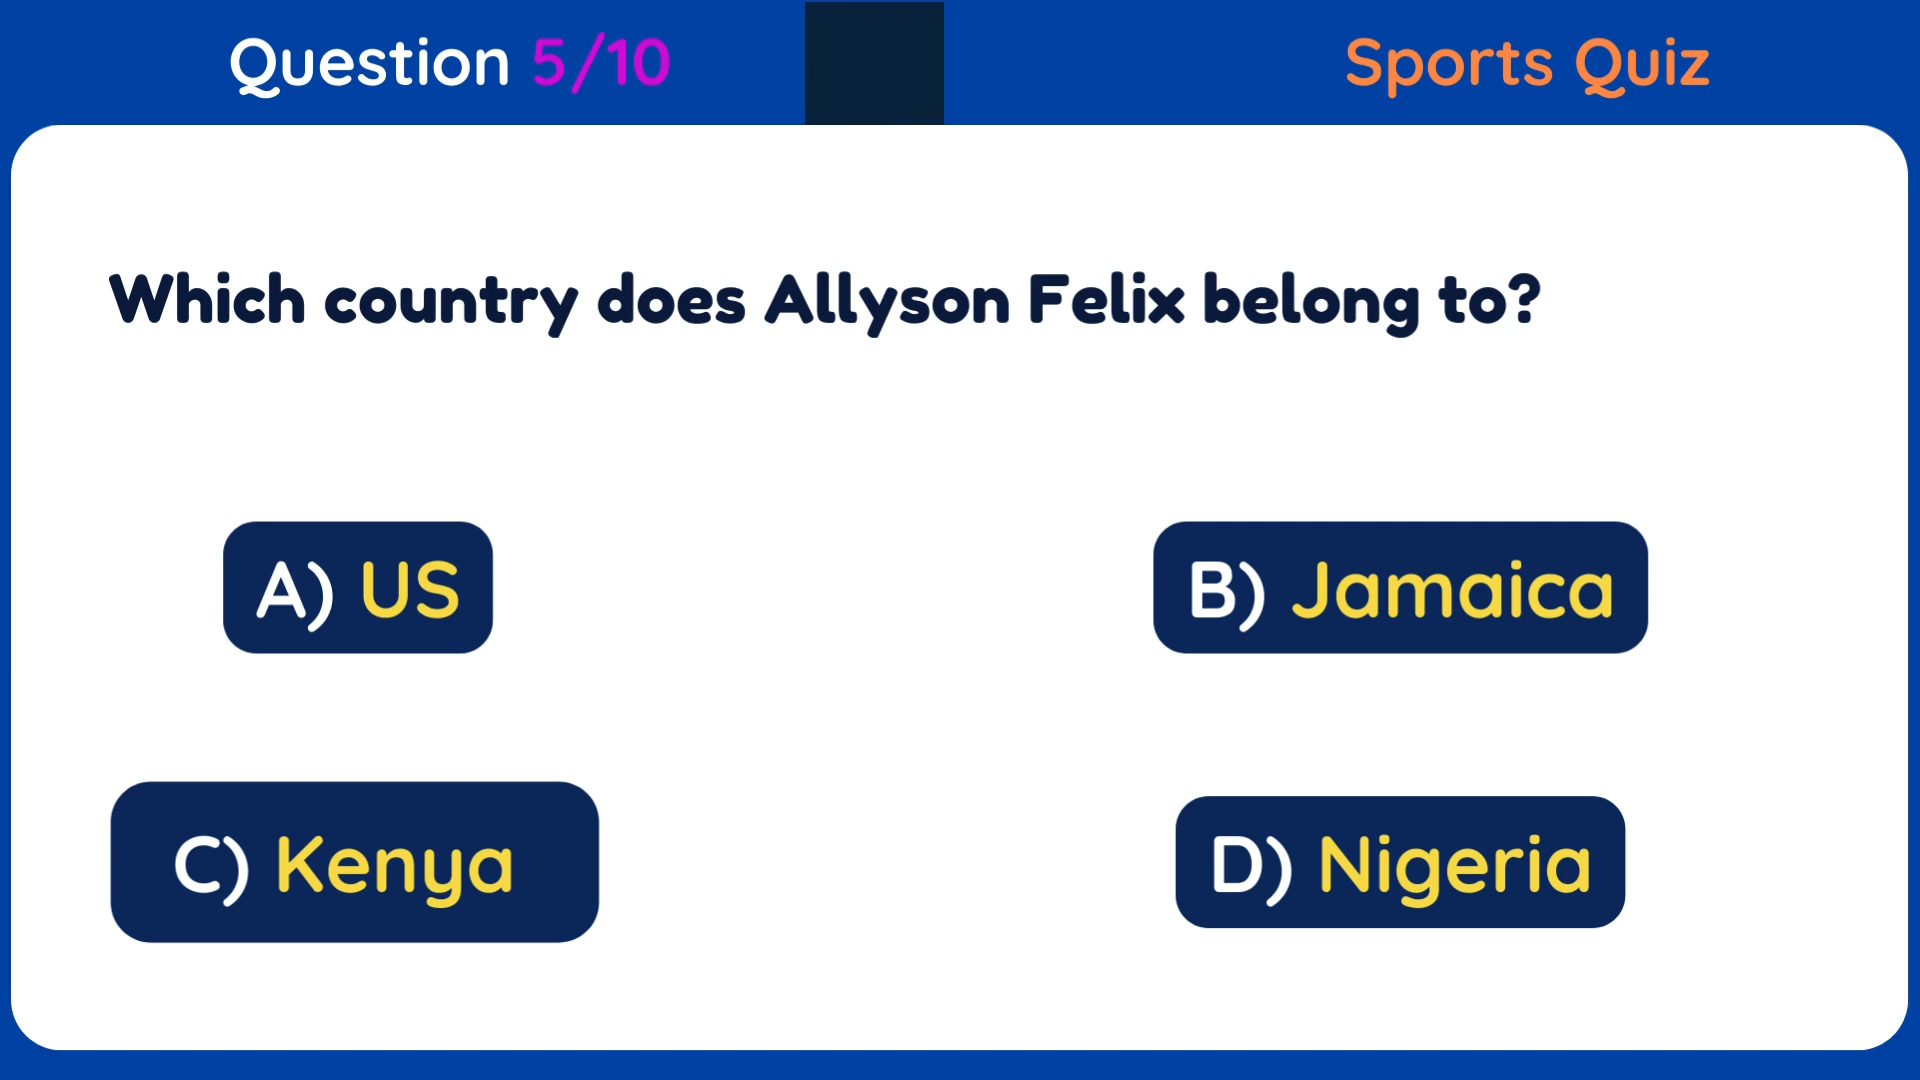 Question 5/10
Sports Quiz
Which country does Allyson Felix belong to?
A) US
B) Jamaica
C) Kenya
D) Nigeria